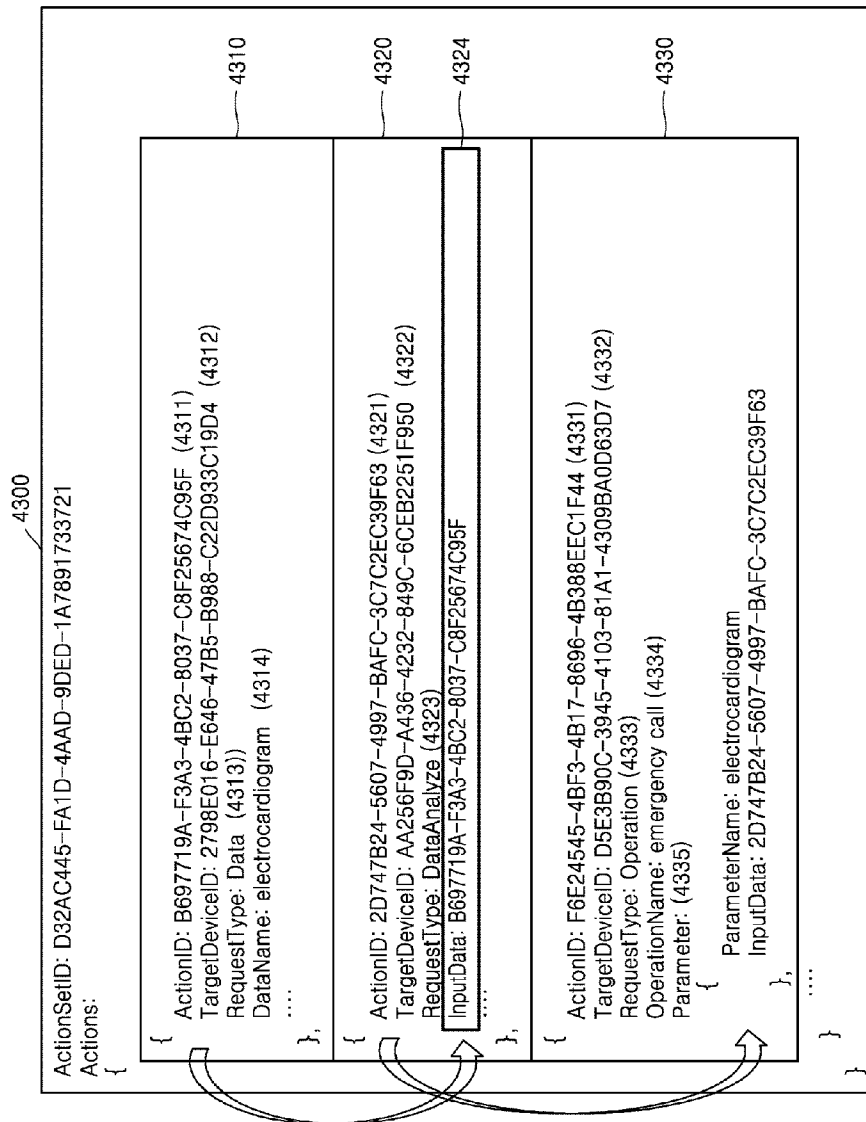 4300
ActionSetID: D32AC445-FA1D-4AAD-9DED-1A7891733721
Actions:
{
4310
{
ActionID: B697719A-F3A3-4BC2-8037-C8F25674C95F (4311)
TargetDeviceID: 2798E016-E646-47B5-B988-C22D933C19D4 (4312)
RequestType: Data (4313))
DataName: electrocardiogram (4314)
....
},
4320
{
ActionID: 2D747B24-5607-4997-BAFC-3C7C2EC39F63 (4321)
TargetDeviceID: AA256F9D-A436-4232-849C-6CEB2251F950 (4322)
RequestType: DataAnalyze (4323)
4324
InputData: B697719A-F3A3-4BC2-8037-C8F25674C95F
....
},
4330
{
ActionID: F6E24545-4BF3-4B17-8696-4B388EEC1F44 (4331)
TargetDeviceID: D5E3B90C-3945-4103-81A1-4309BA0D63D7 (4332)
RequestType: Operation (4333)
OperationName: emergency call (4334)
Parameter: (4335)
{
ParameterName: electrocardiogram
InputData: 2D747B24-5607-4997-BAFC-3C7C2EC39F63
},
....
}
}